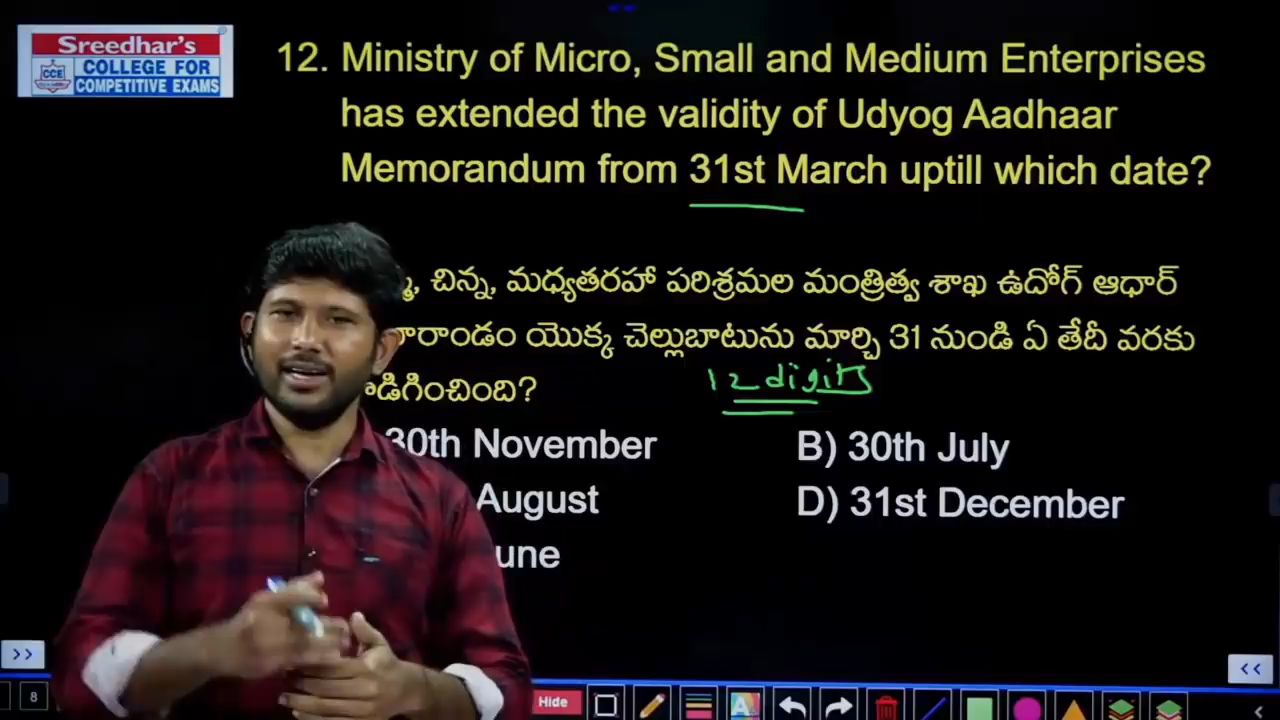 Sreedhar's
CCE
COLLEGE FOR
COMPETITIVE EXAMS
12. Ministry of Micro, Small and Medium Enterprises
has extended the validity of Udyog Aadhaar
Memorandum from 31st March uptill which date?
చిన్న, మధ్యతరహా పరిశ్రమల మంత్రిత్వ శాఖ ఉదోగ్ ఆధార్
యొక్క చెల్లుబాటును మార్చి 31 నుండి ఏ తేదీ వరకు
12 digits
30th November
B) 30th July
August
D) 31st December
>>
<<
8
Hide